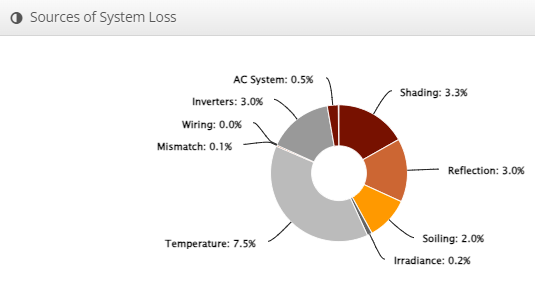 Sources of System Loss
AC System: 0.5%
Shading: 3.3%
Inverters: 3.0%
Wiring: 0.0%
Mismatch: 0.1%
Reflection: 3.0%
Temperature: 7.5%
Soiling: 2.0%
Irradiance: 0.2%